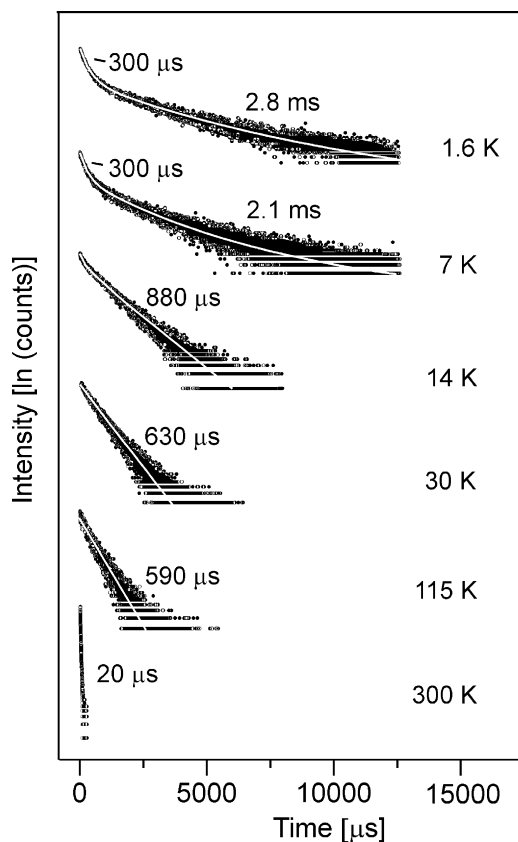 300 μs
2.8 ms
1.6 K
300 μs
2.1 ms
7 K
880 μs
14 K
630 μs
30 K
590 μs
115 K
20 μs
300 K
Intensity [ln (counts)]
0 5000 10000 15000
Time [μs]